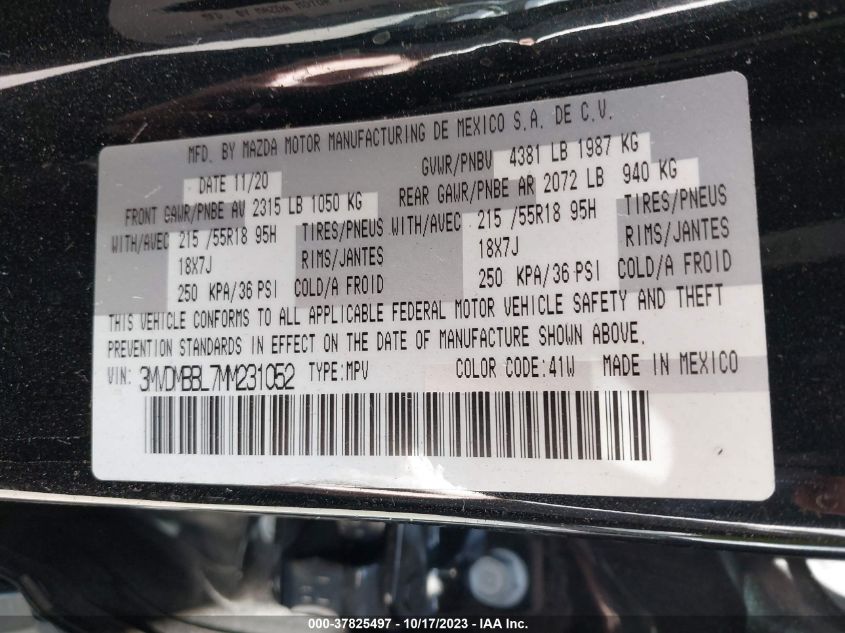 MFD. BY MAZDA MOTOR
MFD. BY MAZDA MOTOR MANUFACTURING DE MEXICO S.A. DE C.V.
DATE 11/20 GVWR/PNBV 4381 LB 1987 KG
FRONT GAWR/PNBE AV 2315 LB 1050 KG REAR GAWR/PNBE AR 2072 LB 940 KG
WITH/AVEC 215 /55R18 95H TIRES/PNEUS WITH/AVEC 215 /55R18 95H TIRES/PNEUS
18X7J RIMS/JANTES 18X7J RIMS/JANTES
250 KPA/36 PSI COLD/A FROID 250 KPA/36 PSI COLD/A FROID
THIS VEHICLE CONFORMS TO ALL APPLICABLE FEDERAL MOTOR VEHICLE SAFETY AND THEFT
PREVENTION STANDARDS IN EFFECT ON THE DATE OF MANUFACTURE SHOWN ABOVE.
VIN: 3MVDMBBL7MM231052 TYPE:MPV COLOR CODE:41W MADE IN MEXICO
000-37825497 - 10/17/2023 - IAA Inc.